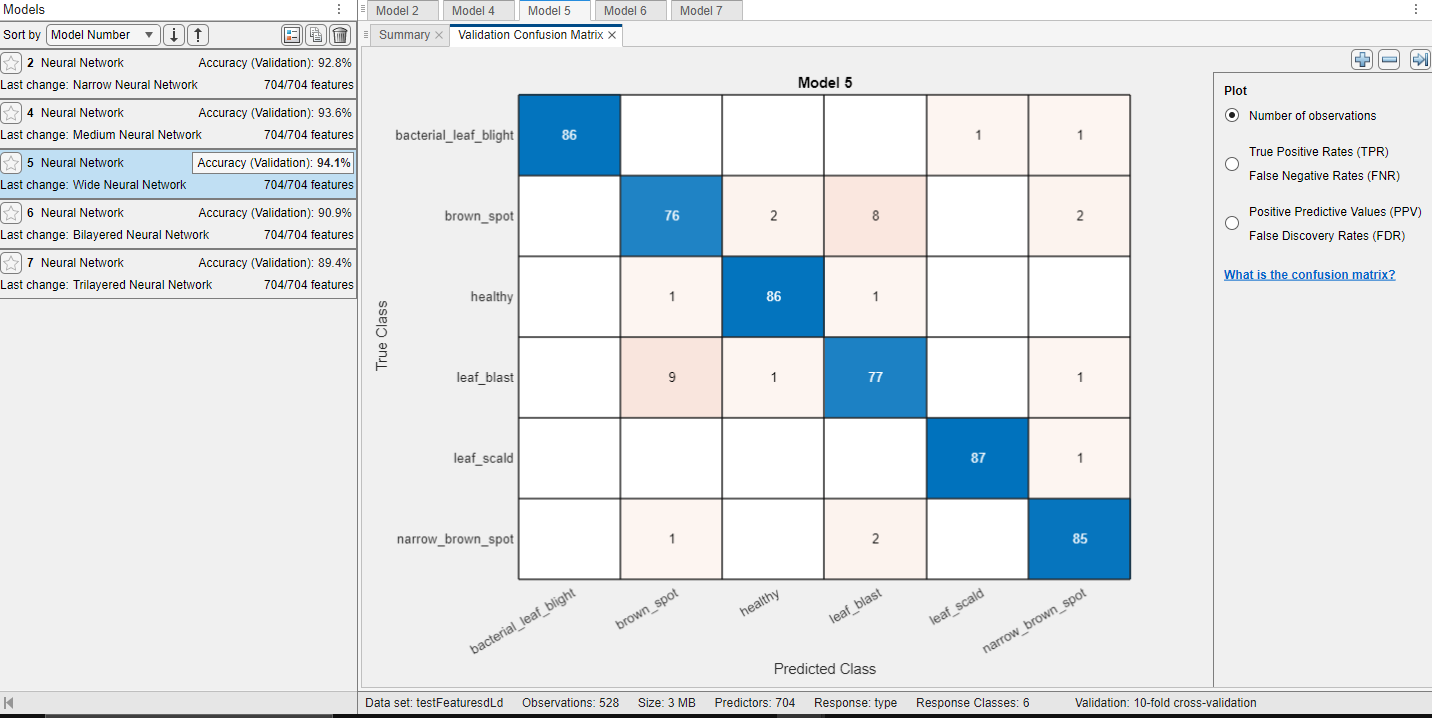 Models
Sort by Model Number
2 Neural Network Accuracy (Validation): 92.8%
Last change: Narrow Neural Network 704/704 features
4 Neural Network Accuracy (Validation): 93.6%
Last change: Medium Neural Network 704/704 features
5 Neural Network Accuracy (Validation): 94.1%
Last change: Wide Neural Network 704/704 features
6 Neural Network Accuracy (Validation): 90.9%
Last change: Bilayered Neural Network 704/704 features
7 Neural Network Accuracy (Validation): 89.4%
Last change: Trilayered Neural Network 704/704 features
Model 2 Model 4 Model 5 Model 6 Model 7
Summary Validation Confusion Matrix
Model 5
True Class
bacterial_leaf_blight 86 1 1
brown_spot 76 2 8 2
healthy 1 86 1
leaf_blast 9 1 77 1
leaf_scald 87 1
narrow_brown_spot 1 2 85
bacterial_leaf_blight brown_spot healthy leaf_blast leaf_scald narrow_brown_spot
Predicted Class
Plot
Number of observations
True Positive Rates (TPR)
False Negative Rates (FNR)
Positive Predictive Values (PPV)
False Discovery Rates (FDR)
What is the confusion matrix?
Data set: testFeaturesdLd Observations: 528 Size: 3 MB Predictors: 704 Response: type Response Classes: 6 Validation: 10-fold cross-validation